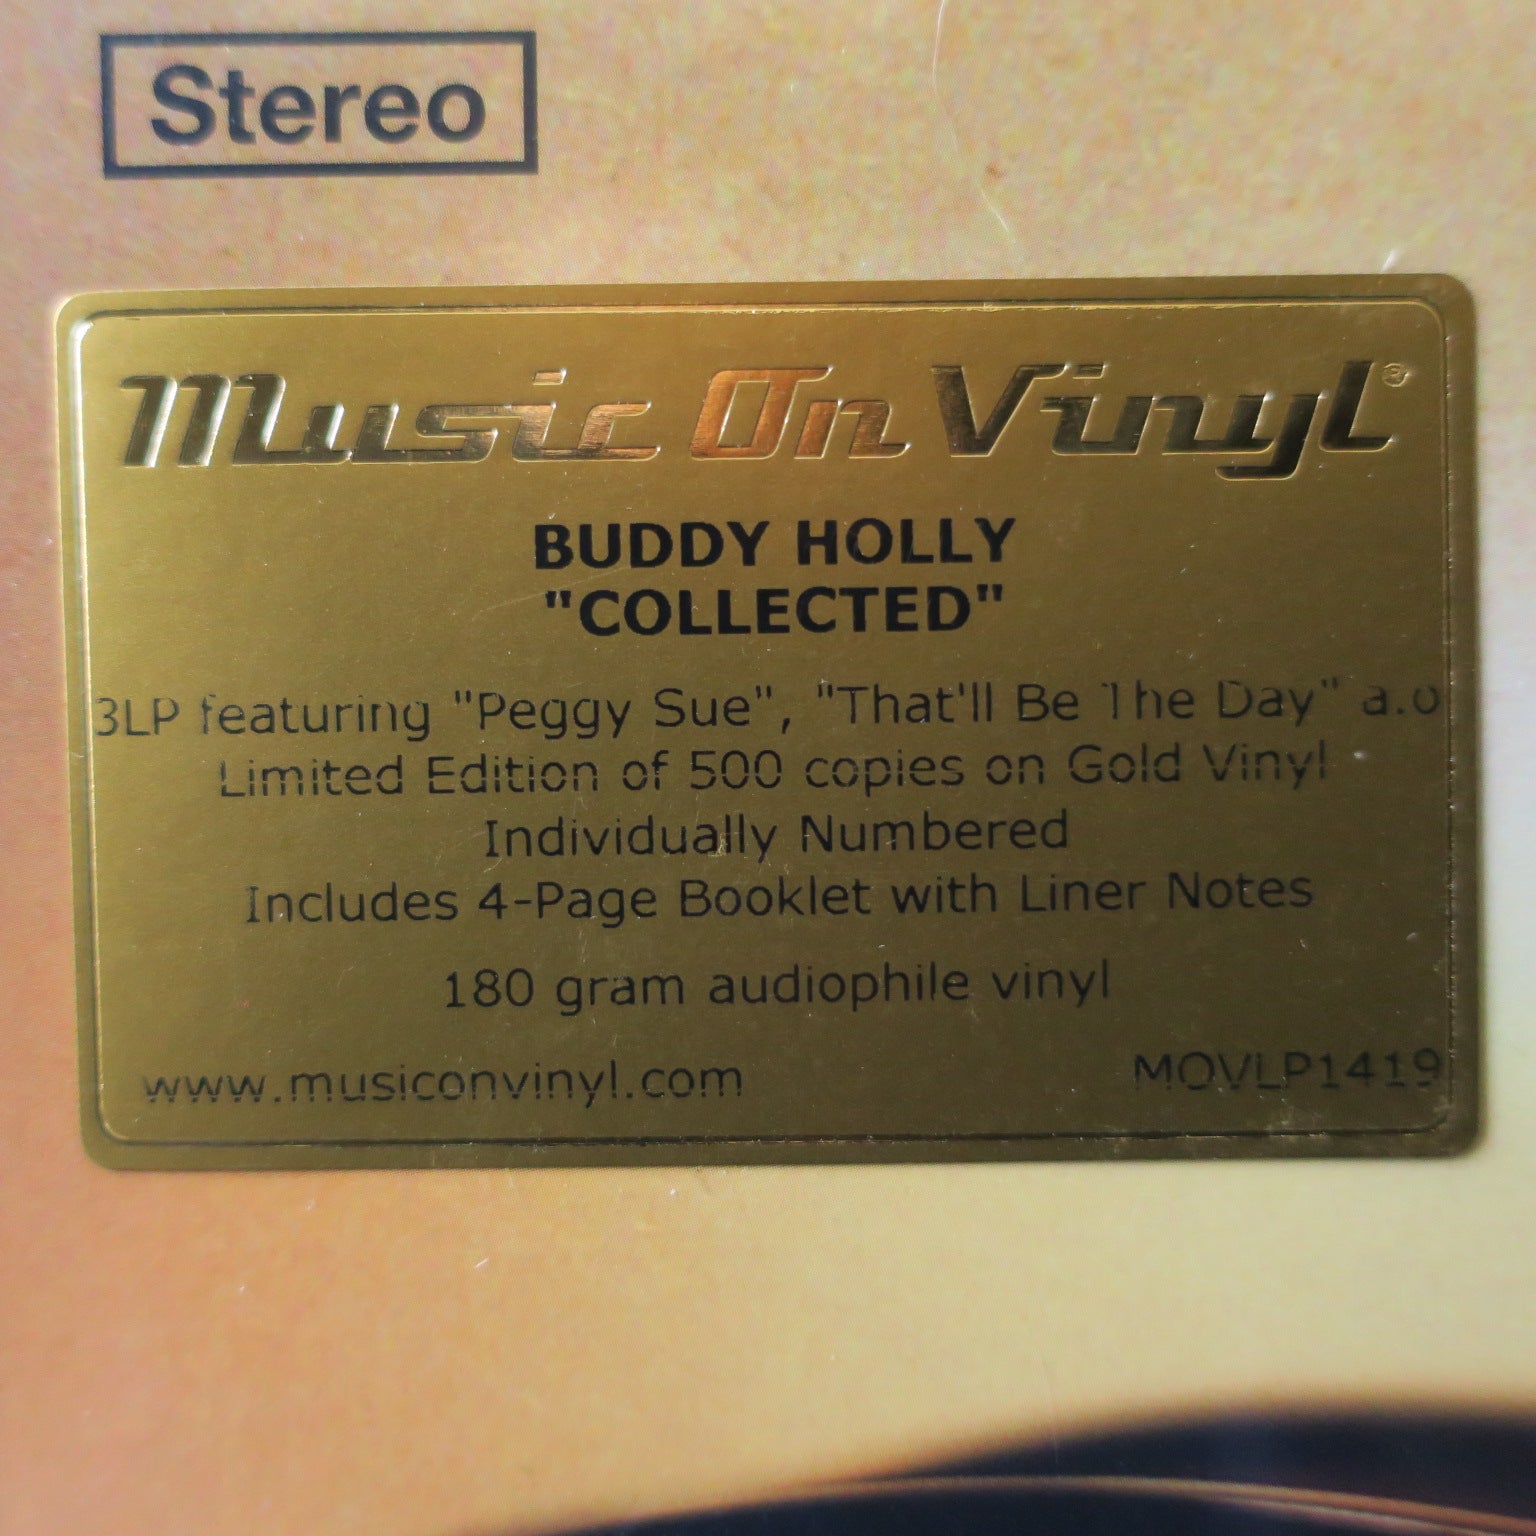 Stereo
Music On Vinyl®
BUDDY HOLLY
"COLLECTED"
3LP featuring "Peggy Sue", "That'll Be The Day" a.o
Limited Edition of 500 copies on Gold Vinyl
Individually Numbered
Includes 4-Page Booklet with Liner Notes
180 gram audiophile vinyl
www.musiconvinyl.com
MOVLP1419